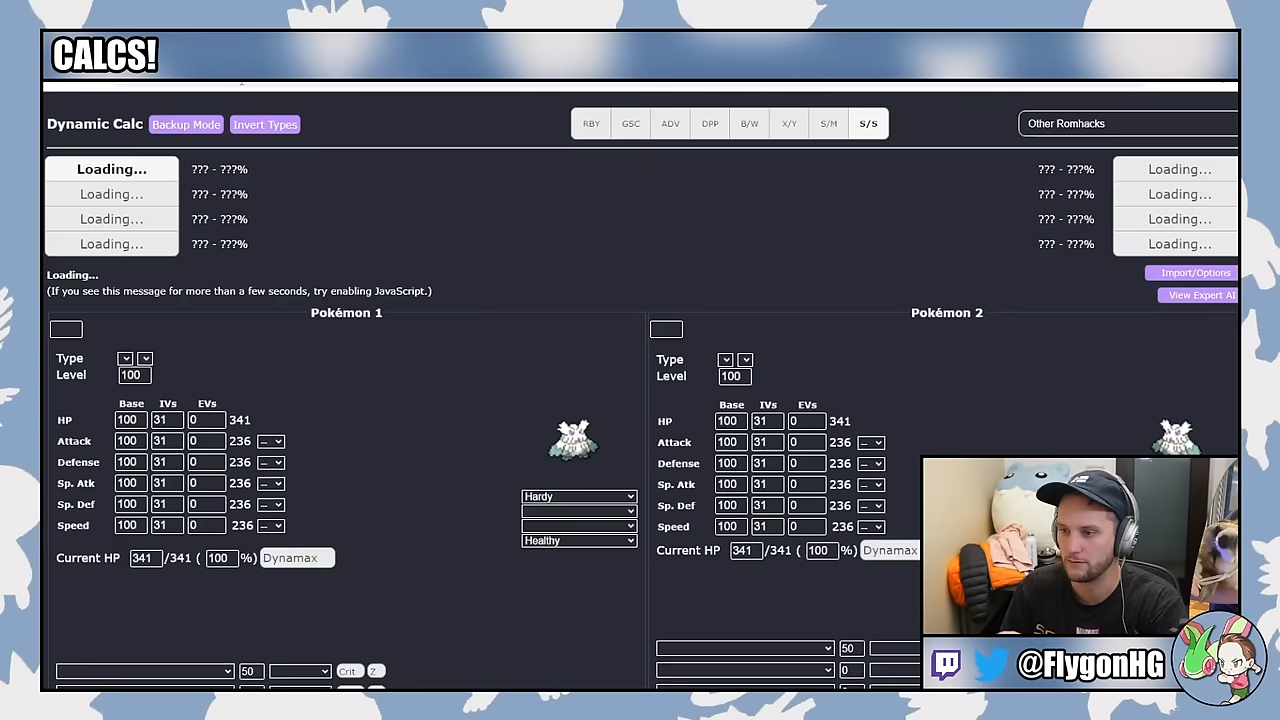 CALCS!
Dynamic Calc Backup Mode Invert Types RBY GSC ADV DPP B/W X/Y S/M S/S Other Romhacks
Loading... ??? - ???% ??? - ???% Loading...
Loading... ??? - ???% ??? - ???% Loading...
Loading... ??? - ???% ??? - ???% Loading...
Loading... ??? - ???% ??? - ???% Loading...
Loading... Import/Options
(If you see this message for more than a few seconds, try enabling JavaScript.) View Expert AI
Pokémon 1
Type
Level 100
Base IVs EVs
HP 100 31 0 341
Attack 100 31 0 236 --
Defense 100 31 0 236 --
Sp. Atk 100 31 0 236 --
Sp. Def 100 31 0 236 --
Speed 100 31 0 236 --
Hardy
Healthy
Current HP 341 /341 ( 100 %) Dynamax
50 Crit Z
Pokémon 2
Type
Level 100
Base IVs EVs
HP 100 31 0 341
Attack 100 31 0 236 --
Defense 100 31 0 236 --
Sp. Atk 100 31 0 236 --
Sp. Def 100 31 0 236 --
Speed 100 31 0 236 --
Current HP 341 /341 ( 100 %) Dynamax
50
0
@FlygonHG